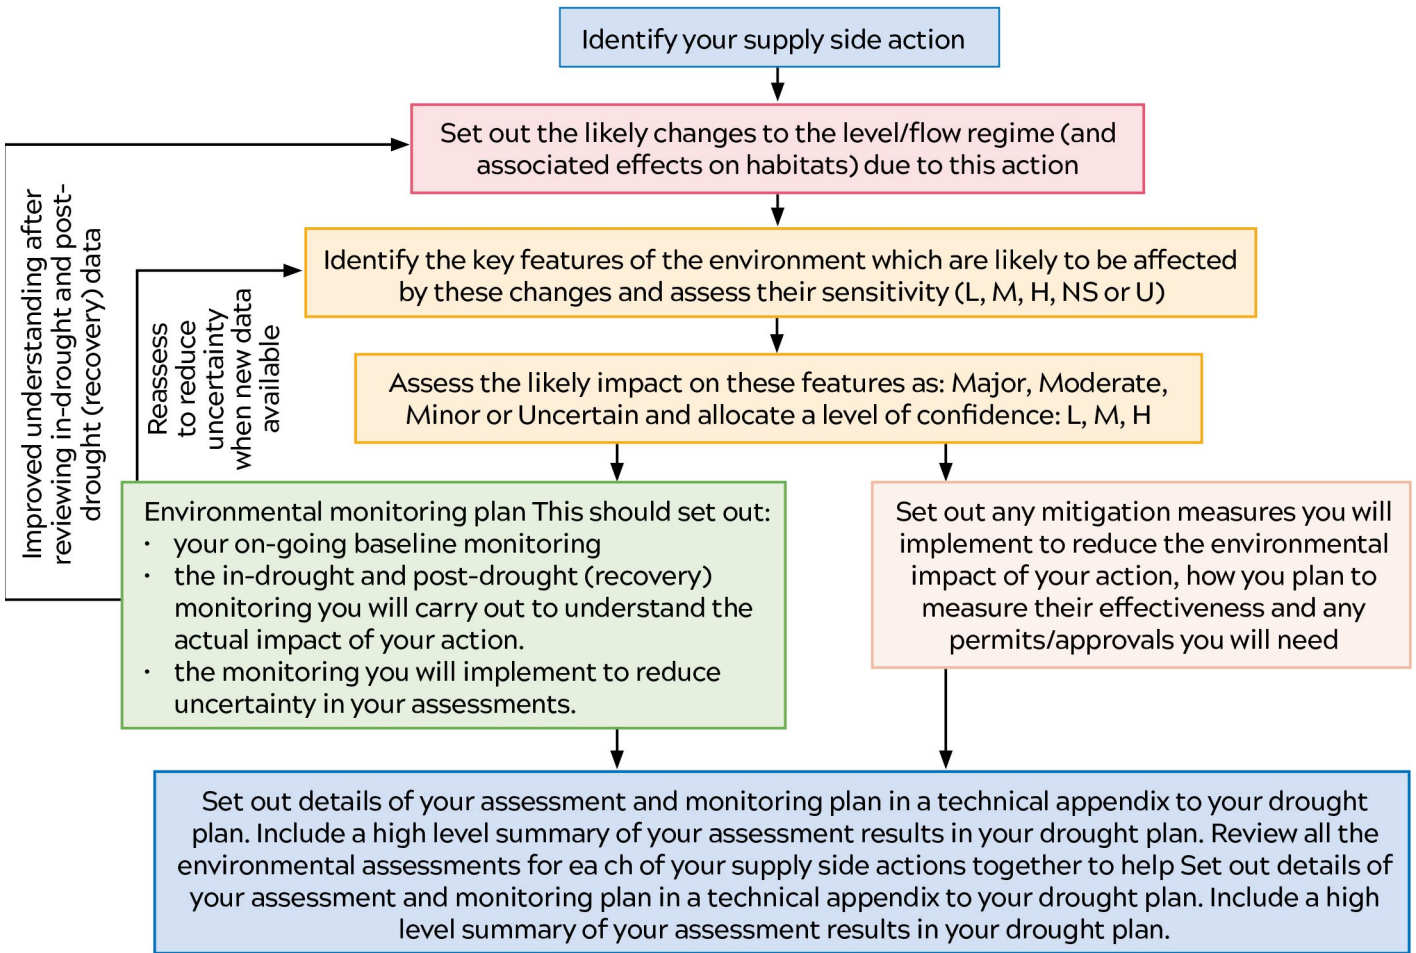 Identify your supply side action
Set out the likely changes to the level/flow regime (and
associated effects on habitats) due to this action
Improved understanding after
reviewing in-drought and post-
drought (recovery) data
Identify the key features of the environment which are likely to be affected
by these changes and assess their sensitivity (L, M, H, NS or U)
Reassess
to reduce
uncertainty
when new data
available
Assess the likely impact on these features as: Major, Moderate,
Minor or Uncertain and allocate a level of confidence: L, M, H
Environmental monitoring plan This should set out:
· your on-going baseline monitoring
· the in-drought and post-drought (recovery)
monitoring you will carry out to understand the
actual impact of your action.
· the monitoring you will implement to reduce
uncertainty in your assessments.
Set out any mitigation measures you will
implement to reduce the environmental
impact of your action, how you plan to
measure their effectiveness and any
permits/approvals you will need
Set out details of your assessment and monitoring plan in a technical appendix to your drought
plan. Include a high level summary of your assessment results in your drought plan. Review all the
environmental assessments for each of your supply side actions together to help Set out details of
your assessment and monitoring plan in a technical appendix to your drought plan. Include a high
level summary of your assessment results in your drought plan.